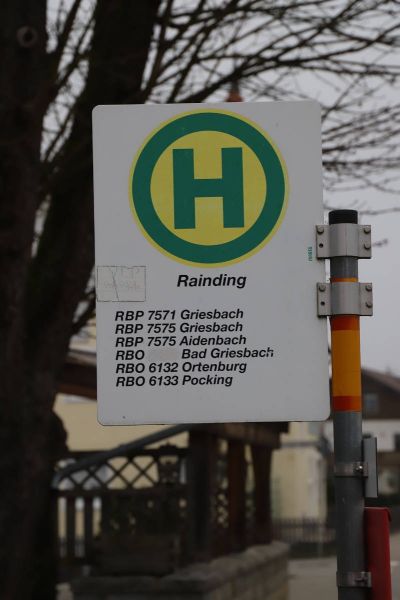 H
Rainding
RBP 7571 Griesbach
RBP 7575 Griesbach
RBP 7575 Aidenbach
RBO Bad Griesbach
RBO 6132 Ortenburg
RBO 6133 Pocking